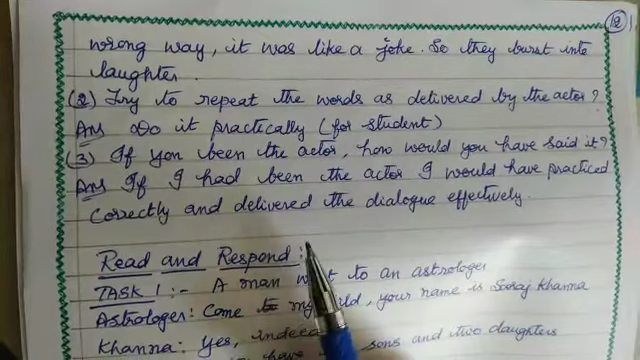 12
wrong way, it was like a joke. So they burst into
laughter.
(2) Try to repeat the words as delivered by the actor?
Ans Do it practically (for student)
(3) If you been the actor, how would you have said it?
Ans If I had been the actor I would have practiced
correctly and delivered the dialogue effectively.
Read and Respond :
TASK 1 :- A man to an astrologer
Astrologer: Come my, your name is Sooraj Khanna
Khanna: Yes, indeed
have sons and two daughters